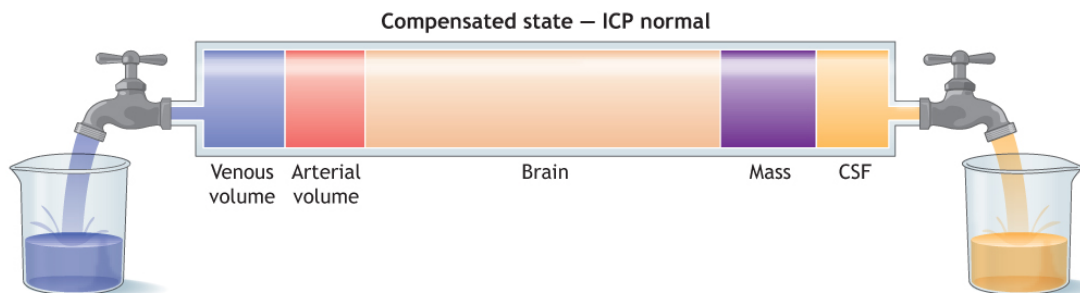 Compensated state — ICP normal
Venous
volume
Arterial
volume
Brain
Mass
CSF